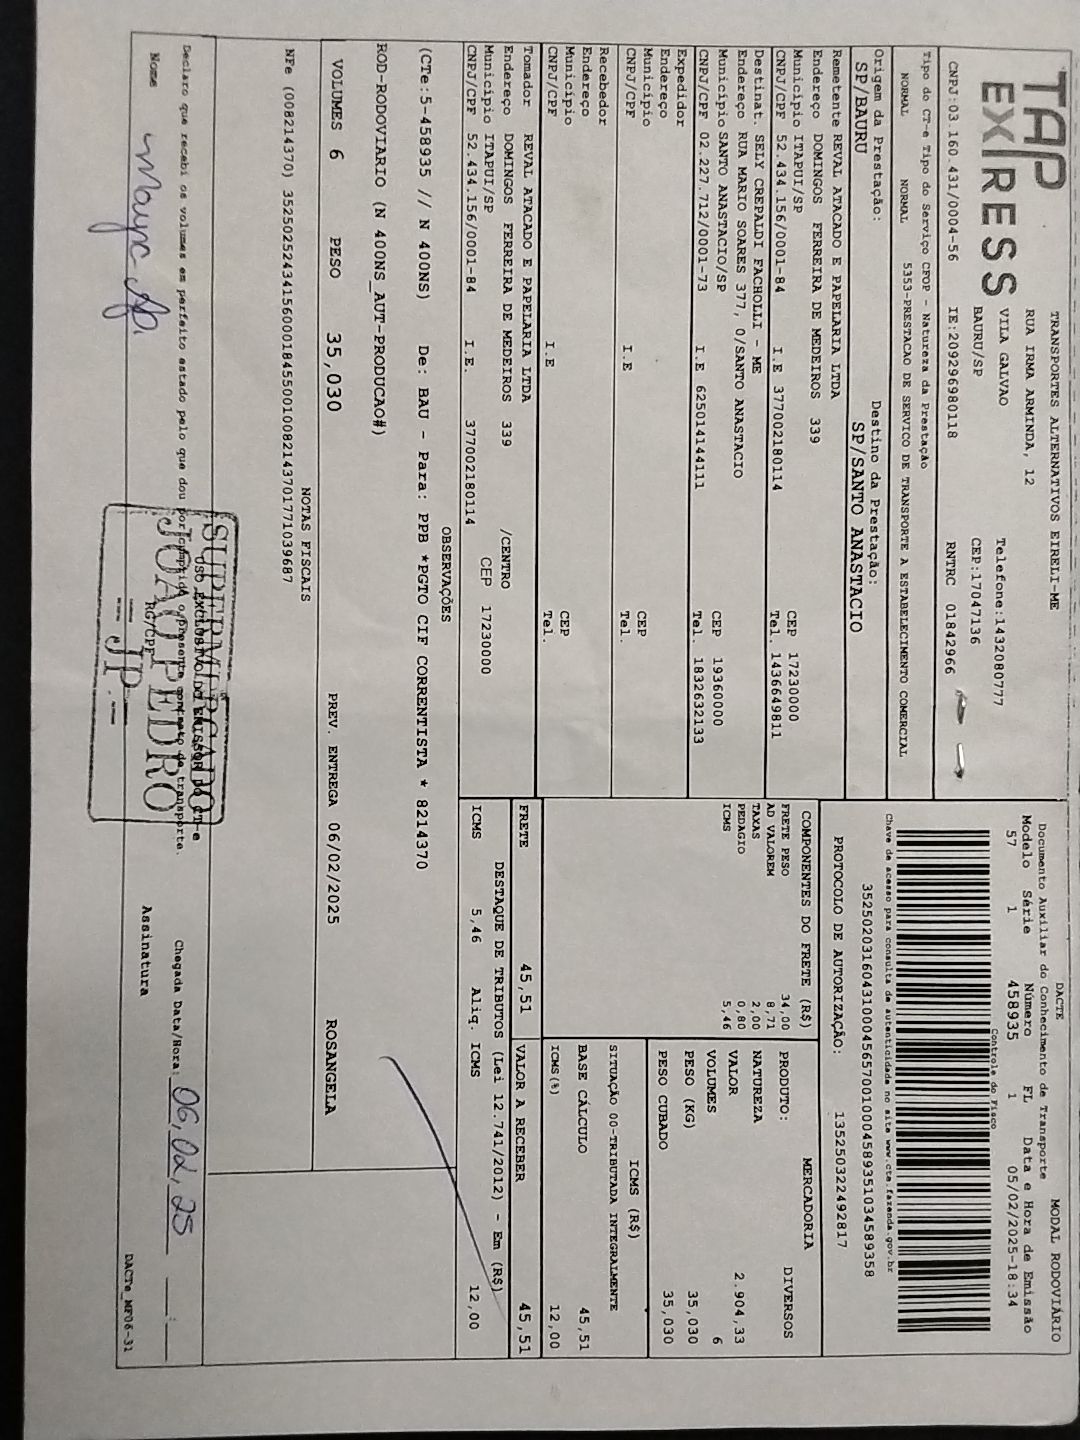 TAP
EXPRESS
TRANSPORTES ALTERNATIVOS EIRELI-ME
RUA IRMA ARMINDA, 12
VILA GALVAO Telefone:1432080777
BAURU/SP CEP:17047136
CNPJ:03.160.431/0004-56 IE:209296980118 RNTRC 01842966
DACTE MODAL RODOVIÁRIO
Documento Auxiliar do Conhecimento de Transporte
Modelo Série Número FL Data e Hora de Emissão
57 1 458935 1 05/02/2025-18:34
Controle do Fisco
Chave de acesso para consulta de autenticidade no site www.cte.fazenda.gov.br
35250203160431000456570010004589351034589358
PROTOCOLO DE AUTORIZAÇÃO: 135250322492817
Tipo do CT-e Tipo do Serviço CFOP - Natureza da Prestação
NORMAL NORMAL 5353-PRESTACAO DE SERVICO DE TRANSPORTE A ESTABELECIMENTO COMERCIAL
Origem da Prestação: Destino da Prestação:
SP/BAURU SP/SANTO ANASTACIO
Remetente REVAL ATACADO E PAPELARIA LTDA
Endereço DOMINGOS FERREIRA DE MEDEIROS 339
Município ITAPUI/SP CEP 17230000
CNPJ/CPF 52.434.156/0001-84 I.E 377002180114 Tel. 1436649811
Destinat. SELY CREPALDI FACHOLLI - ME
Endereço RUA MARIO SOARES 377, 0/SANTO ANASTACIO
Município SANTO ANASTACIO/SP CEP 19360000
CNPJ/CPF 02.227.712/0001-73 I.E 625014144111 Tel. 1832632133
Expedidor
Endereço
Município CEP
CNPJ/CPF I.E Tel.
Recebedor
Endereço
Município CEP
CNPJ/CPF I.E Tel.
Tomador REVAL ATACADO E PAPELARIA LTDA
Endereço DOMINGOS FERREIRA DE MEDEIROS 339 /CENTRO
Município ITAPUI/SP CEP 17230000
CNPJ/CPF 52.434.156/0001-84 I.E. 377002180114
COMPONENTES DO FRETE (R$)
FRETE PESO 34,00
AD VALOREM 8,71
TAXAS 2,00
PEDAGIO 0,80
ICMS 5,46
MERCADORIA
PRODUTO: DIVERSOS
NATUREZA
VALOR 2.904,33
VOLUMES 6
PESO (KG) 35,030
PESO CUBADO 35,030
ICMS (R$)
SITUAÇÃO 00-TRIBUTADA INTEGRALMENTE
BASE CÁLCULO 45,51
ICMS (%) 12,00
FRETE 45,51 VALOR A RECEBER 45,51
DESTAQUE DE TRIBUTOS (Lei 12.741/2012) - Em (R$)
ICMS 5,46 Aliq. ICMS 12,00
OBSERVAÇÕES
(CTe:5-458935 // N 400NS) De: BAU - Para: PPB *PGTO CIF CORRENTISTA * 8214370
ROD-RODOVIARIO (N 400NS_AUT-PRODUCAO#)
VOLUMES 6 PESO 35,030 PREV. ENTREGA 06/02/2025 ROSANGELA
NOTAS FISCAIS
NFe (008214370) 35250252434156000184550010082143701771039687
USO EXCLUSIVO DO EMISSOR DO CT-e
Declaro que recebi os volumes em perfeito estado pelo que dou por cumprido o presente contrato de transporte.
Chegada Data/Hora: 06,02,25
Nome RG/CPF Assinatura
SUPERMERCADO
JOAO PEDRO
- JP -
DACTe_MF06-31